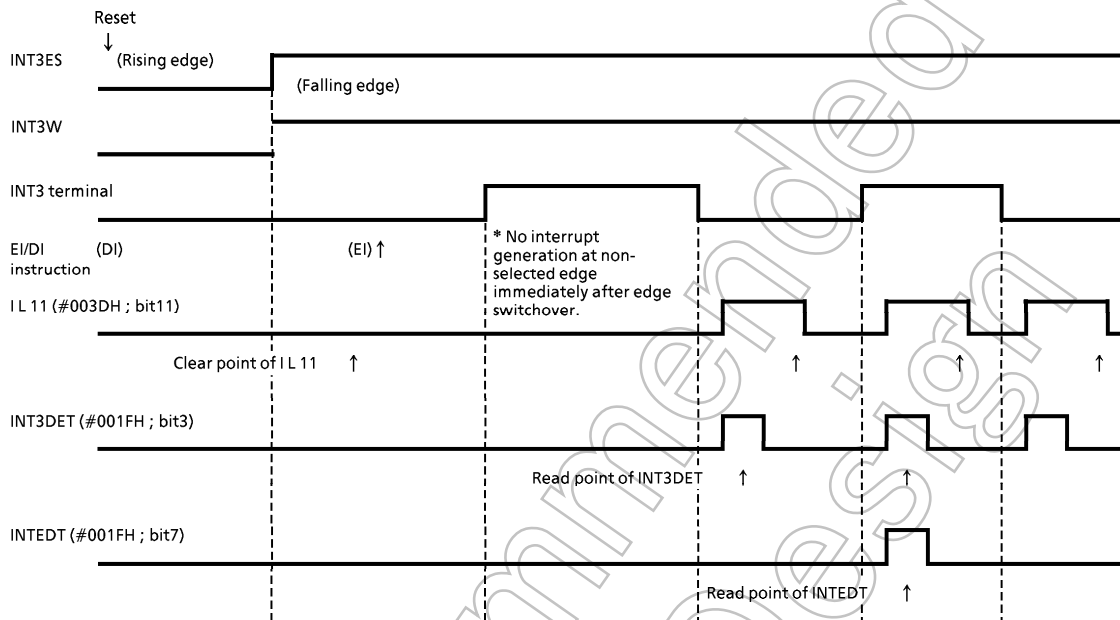 Reset
↓
INT3ES
(Rising edge)
(Falling edge)
INT3W
INT3 terminal
EI/DI (DI)
instruction
(EI) ↑
* No interrupt
generation at non-
selected edge
immediately after edge
switchover.
I L 11 (#003DH ; bit11)
Clear point of I L 11 ↑ ↑ ↑ ↑
INT3DET (#001FH ; bit3)
Read point of INT3DET ↑ ↑
INTEDT (#001FH ; bit7)
Read point of INTEDT ↑